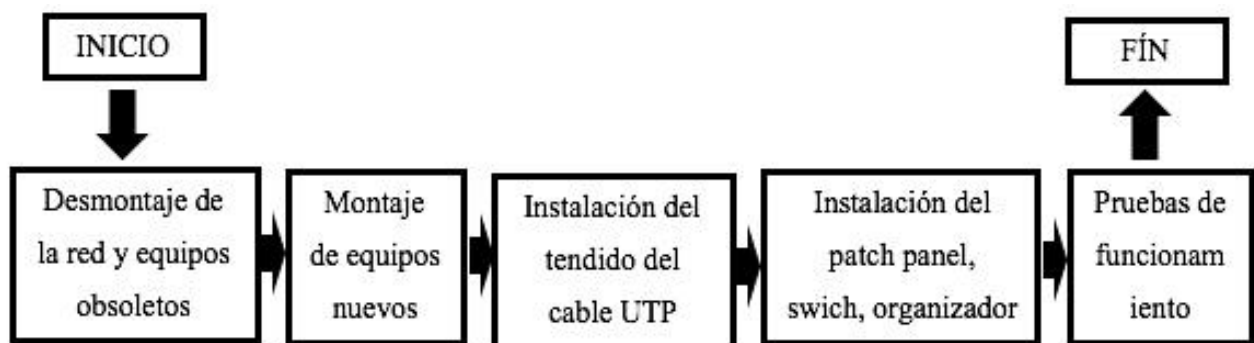 INICIO
FÍN
Desmontaje de
la red y equipos
obsoletos
Montaje
de equipos
nuevos
Instalación del
tendido del
cable UTP
Instalación del
patch panel,
swich, organizador
Pruebas de
funcionam
iento